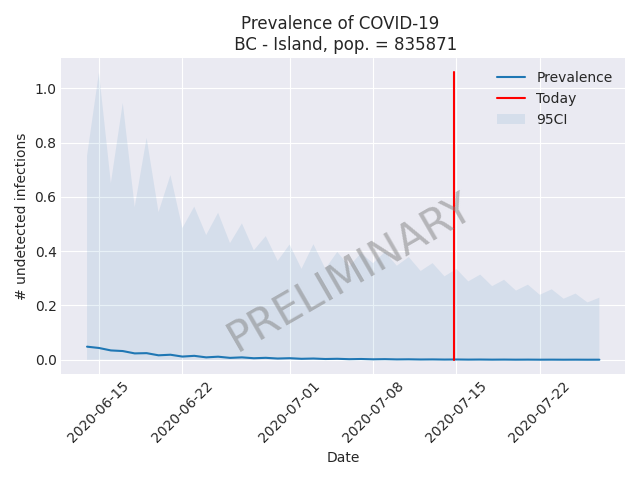 Prevalence of COVID-19
BC - Island, pop. = 835871
Prevalence
Today
95CI
# undetected infections
1.0
0.8
0.6
0.4
0.2
0.0
PRELIMINARY
2020-06-15
2020-06-22
2020-07-01
2020-07-08
2020-07-15
2020-07-22
Date